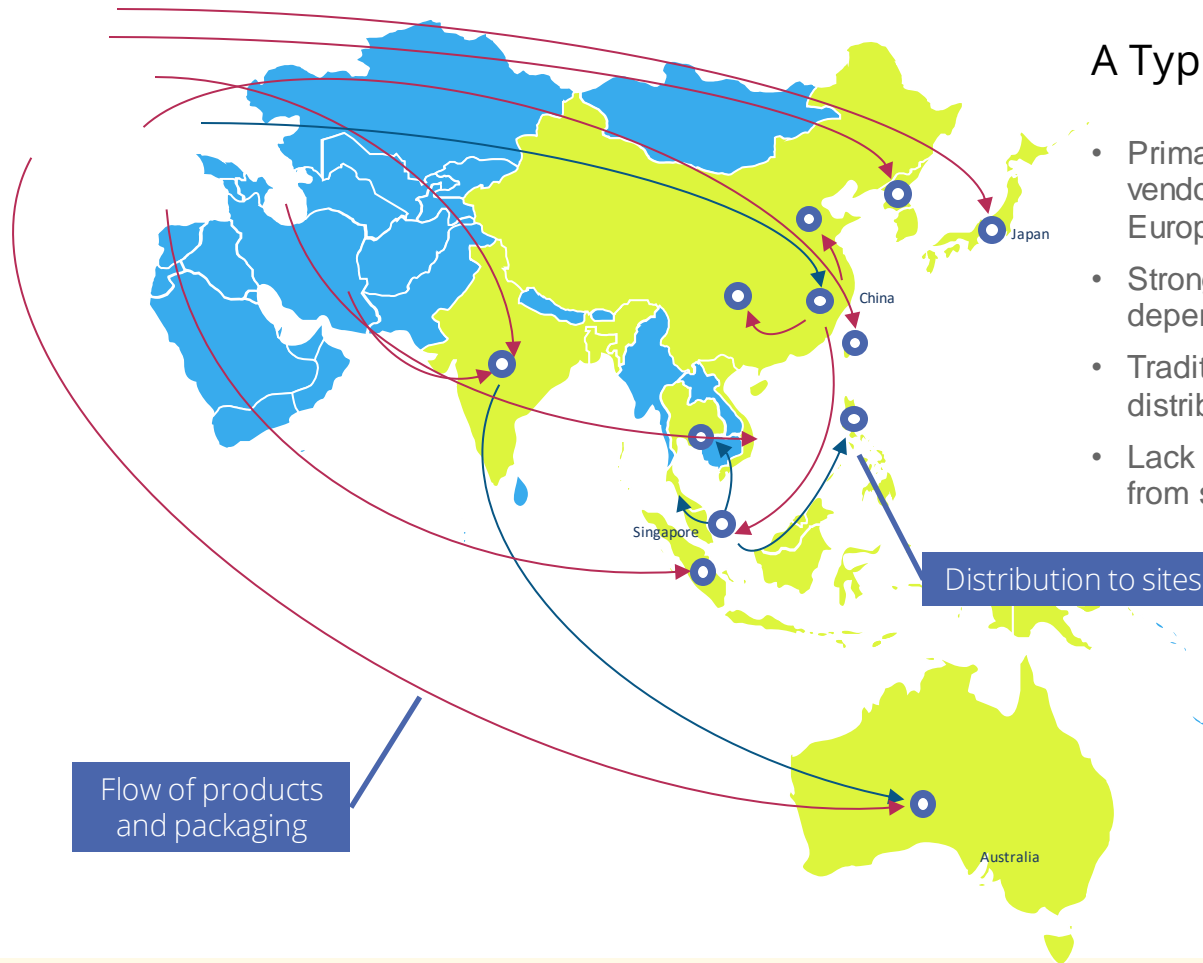 A Typ
• Prima
vendo
Europ
• Strong
depen
• Tradit
distrib
• Lack
from s
Japan
China
Singapore
Distribution to sites
Flow of products
and packaging
Australia